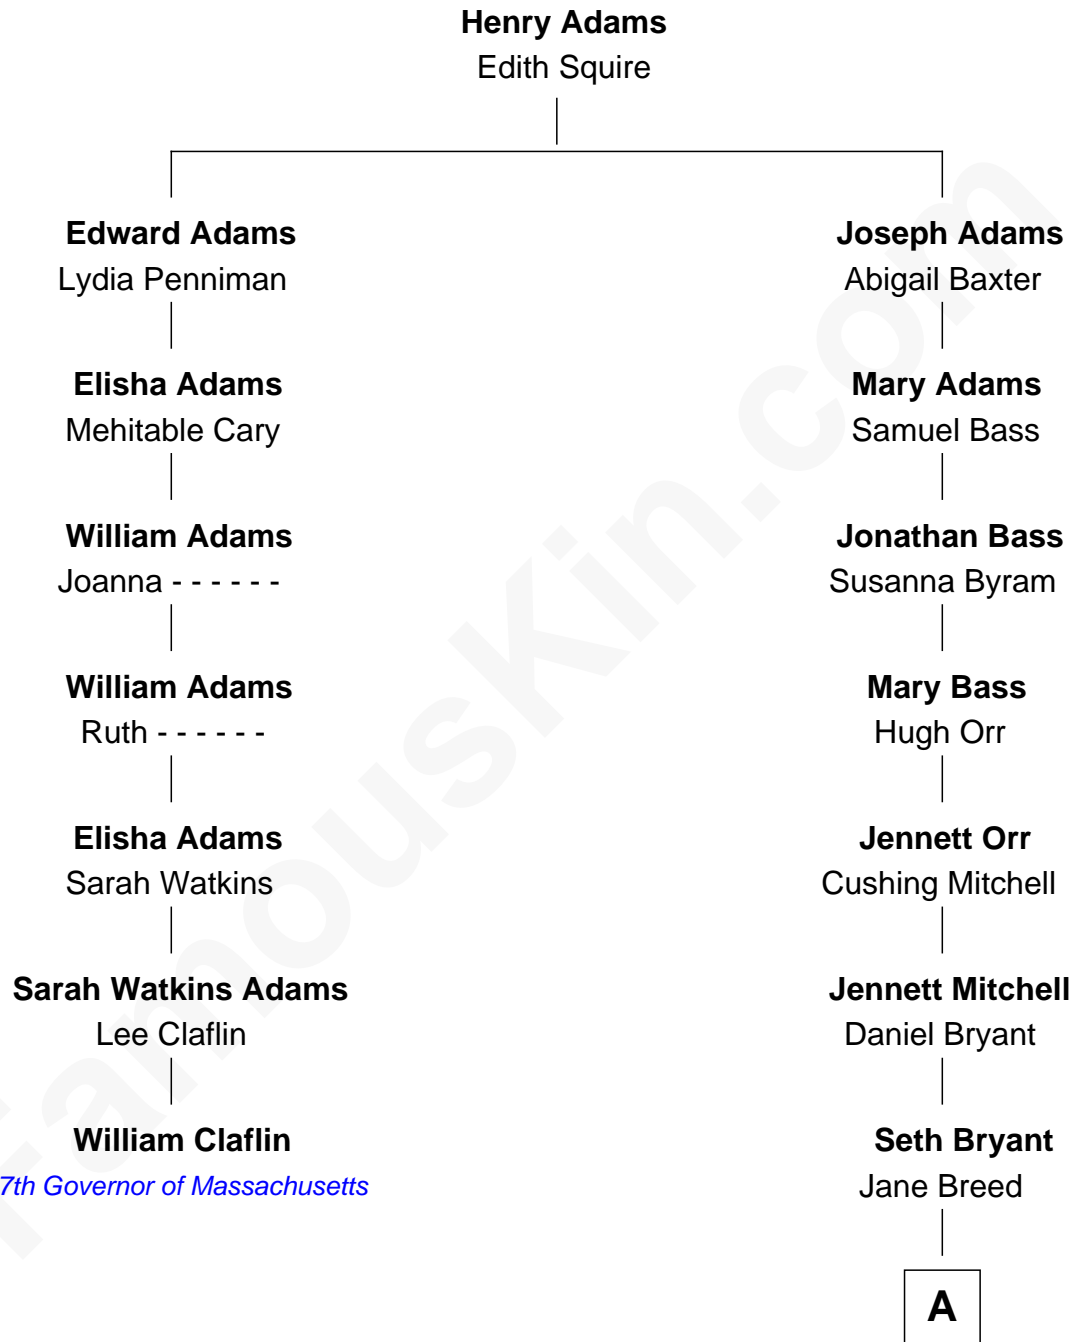 Henry Adams
Edith Squire
Edward Adams
Lydia Penniman
Joseph Adams
Abigail Baxter
Elisha Adams
Mehitable Cary
Mary Adams
Samuel Bass
William Adams
Joanna - - - - - -
Jonathan Bass
Susanna Byram
William Adams
Ruth - - - - - -
Mary Bass
Hugh Orr
Elisha Adams
Sarah Watkins
Jennett Orr
Cushing Mitchell
Sarah Watkins Adams
Lee Claflin
Jennett Mitchell
Daniel Bryant
William Claflin
7th Governor of Massachusetts
Seth Bryant
Jane Breed
A
FamousKin.com